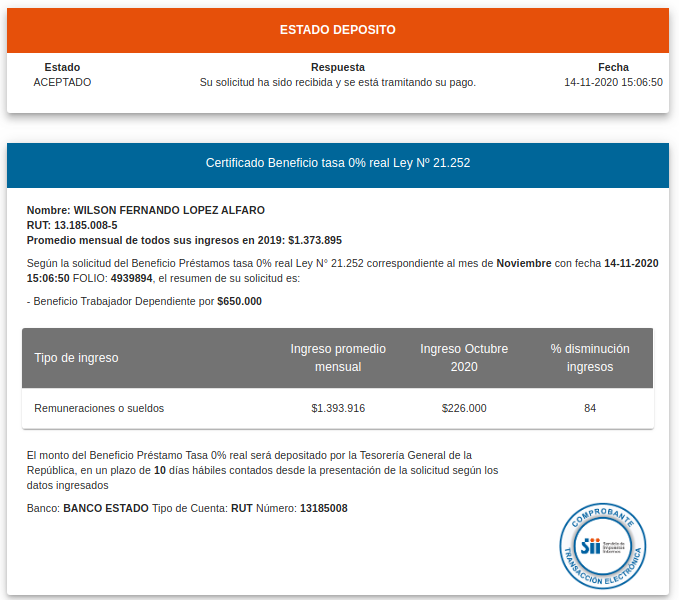 ESTADO DEPOSITO
Estado Respuesta Fecha
ACEPTADO Su solicitud ha sido recibida y se está tramitando su pago. 14-11-2020 15:06:50
Certificado Beneficio tasa 0% real Ley Nº 21.252
Nombre: WILSON FERNANDO LOPEZ ALFARO
RUT: 13.185.008-5
Promedio mensual de todos sus ingresos en 2019: $1.373.895
Según la solicitud del Beneficio Préstamos tasa 0% real Ley N° 21.252 correspondiente al mes de Noviembre con fecha 14-11-2020
15:06:50 FOLIO: 4939894, el resumen de su solicitud es:
- Beneficio Trabajador Dependiente por $650.000
Tipo de ingreso Ingreso promedio mensual Ingreso Octubre 2020 % disminución ingresos
Remuneraciones o sueldos $1.393.916 $226.000 84
El monto del Beneficio Préstamo Tasa 0% real será depositado por la Tesorería General de la
República, en un plazo de 10 días hábiles contados desde la presentación de la solicitud según los
datos ingresados
Banco: BANCO ESTADO Tipo de Cuenta: RUT Número: 13185008
COMPROBANTE
SII Servicio de Impuestos Internos
TRANSACCIÓN ELECTRÓNICA